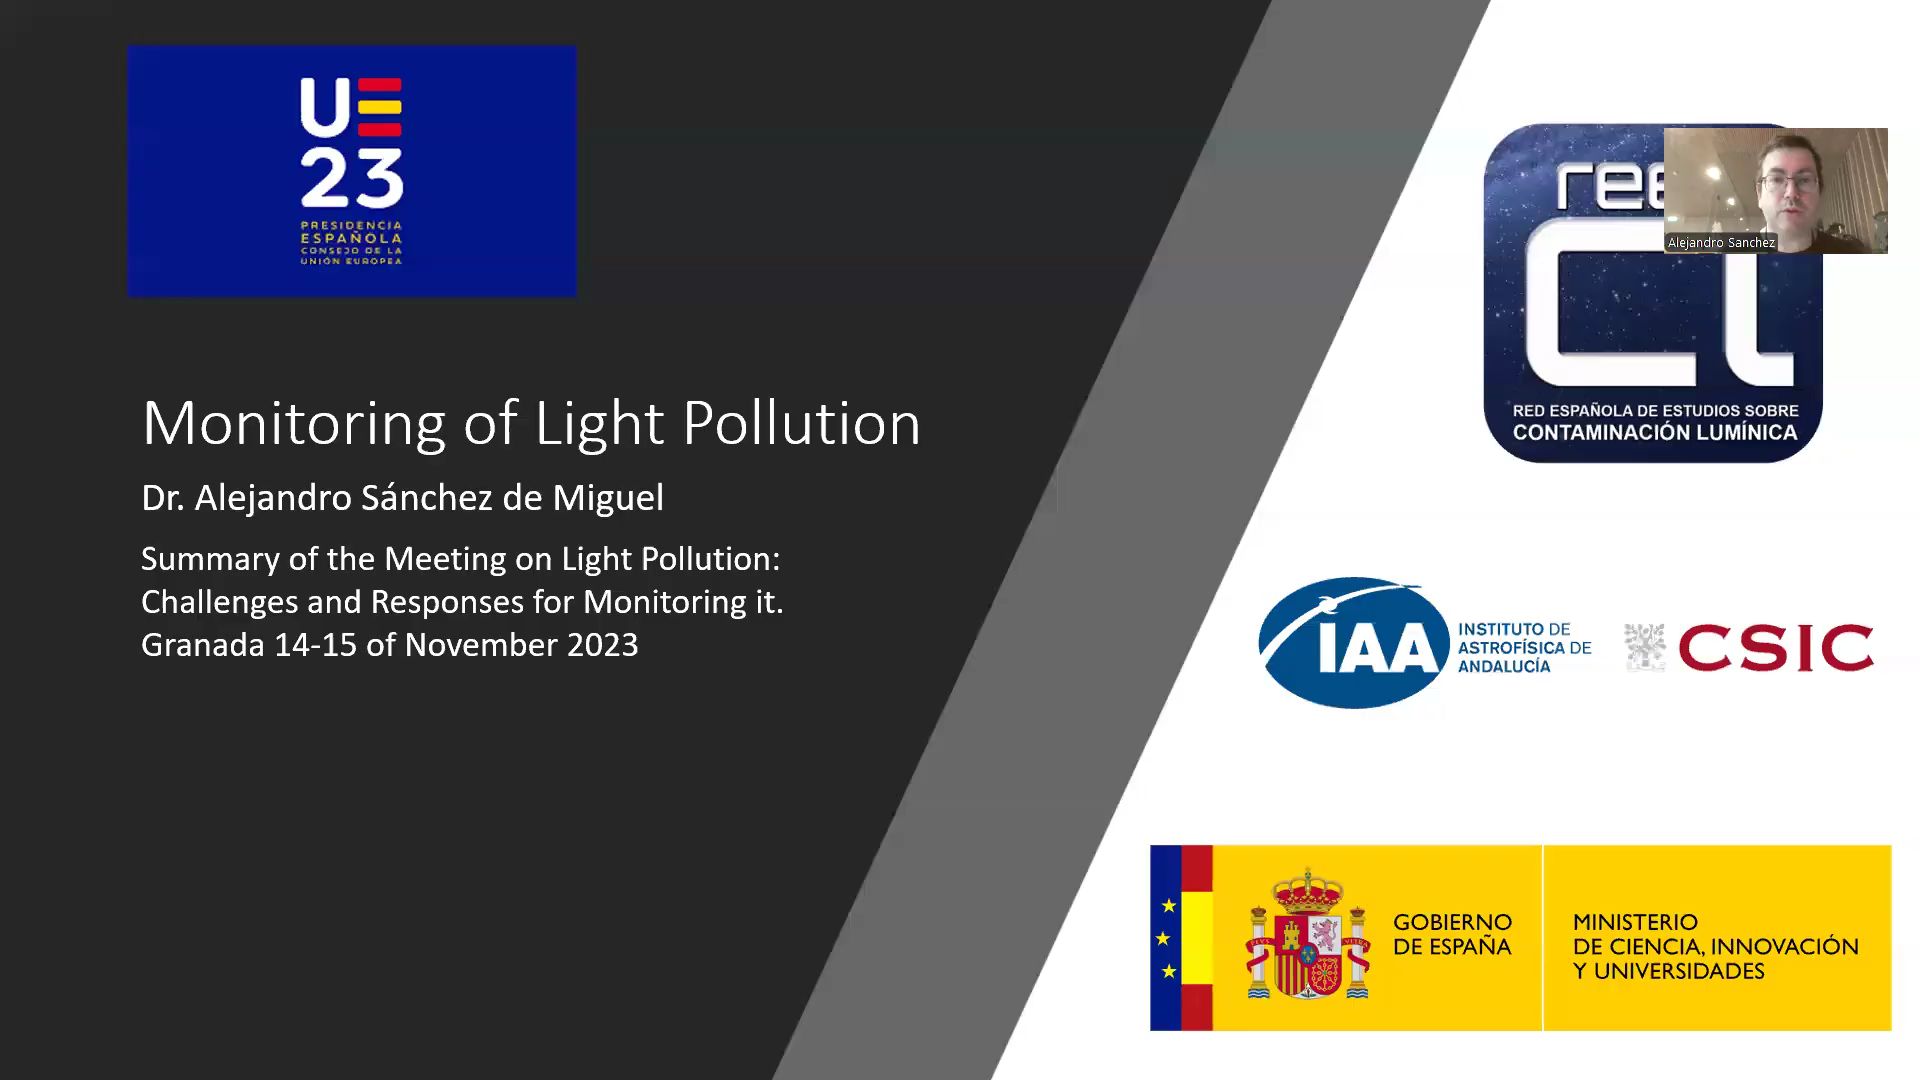 UE
23
PRESIDENCIA
ESPAÑOLA
CONSEJO DE LA
UNIÓN EUROPEA
Monitoring of Light Pollution
Dr. Alejandro Sánchez de Miguel
Summary of the Meeting on Light Pollution:
Challenges and Responses for Monitoring it.
Granada 14-15 of November 2023
Alejandro Sanchez
cl
RED ESPAÑOLA DE ESTUDIOS SOBRE
CONTAMINACIÓN LUMÍNICA
IAA
INSTITUTO DE
ASTROFÍSICA DE
ANDALUCÍA
CSIC
GOBIERNO
DE ESPAÑA
MINISTERIO
DE CIENCIA, INNOVACIÓN
Y UNIVERSIDADES